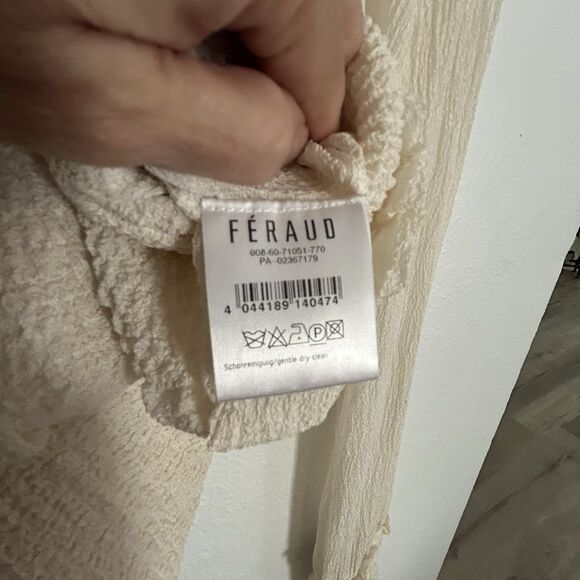 FÉRAUD
008-60-71051-770
PA -02367179
4 044189 140474
P
Schonreinigung/gentle dry clean